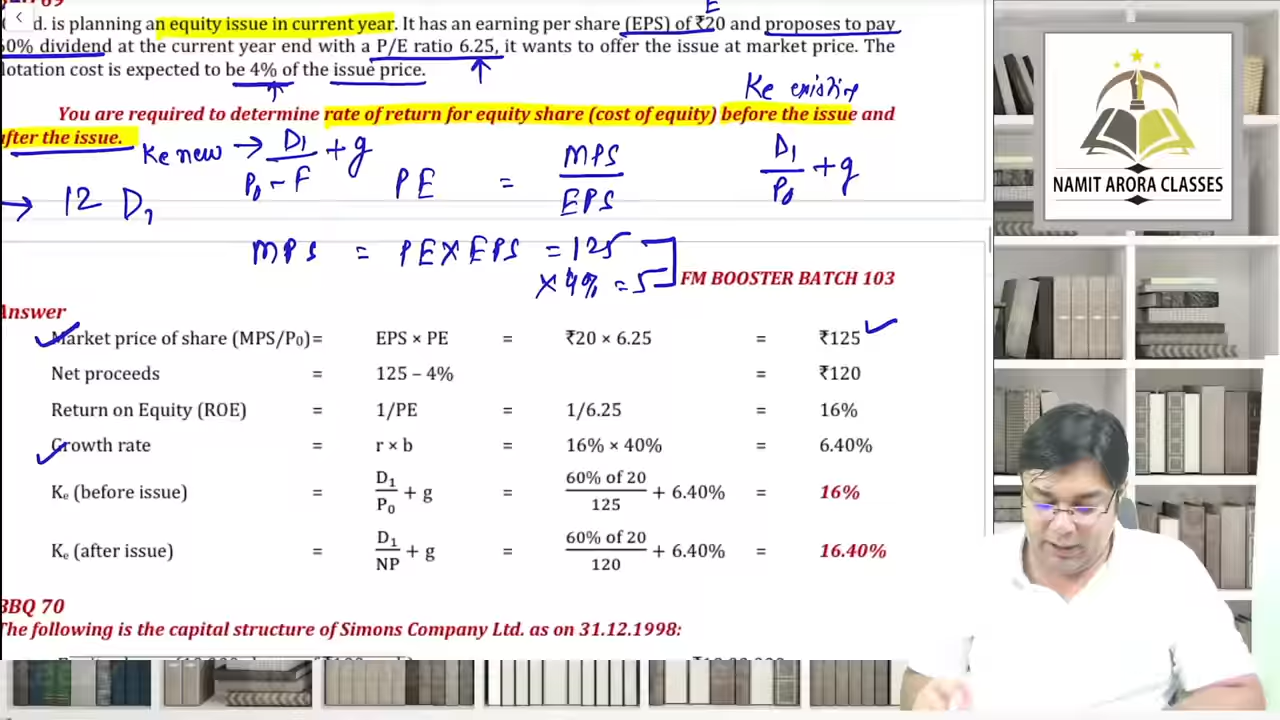 E
d. is planning an equity issue in current year. It has an earning per share (EPS) of ₹20 and proposes to pay
60% dividend at the current year end with a P/E ratio 6.25, it wants to offer the issue at market price. The
lotation cost is expected to be 4% of the issue price.
Ke existing
You are required to determine rate of return for equity share (cost of equity) before the issue and
after the issue.
Ke new → D1 / P0 - F + g
PE = MPS / EPS
D1 / P0 + g
→ 12 D1
MPS = PE × EPS = 125
× 4% = 5
FM BOOSTER BATCH 103
Answer
Market price of share (MPS/P0) = EPS × PE = ₹20 × 6.25 = ₹125
Net proceeds = 125 – 4% = ₹120
Return on Equity (ROE) = 1/PE = 1/6.25 = 16%
Growth rate = r × b = 16% × 40% = 6.40%
Ke (before issue) = D1 / P0 + g = 60% of 20 / 125 + 6.40% = 16%
Ke (after issue) = D1 / NP + g = 60% of 20 / 120 + 6.40% = 16.40%
BBQ 70
The following is the capital structure of Simons Company Ltd. as on 31.12.1998:
NAMIT ARORA CLASSES